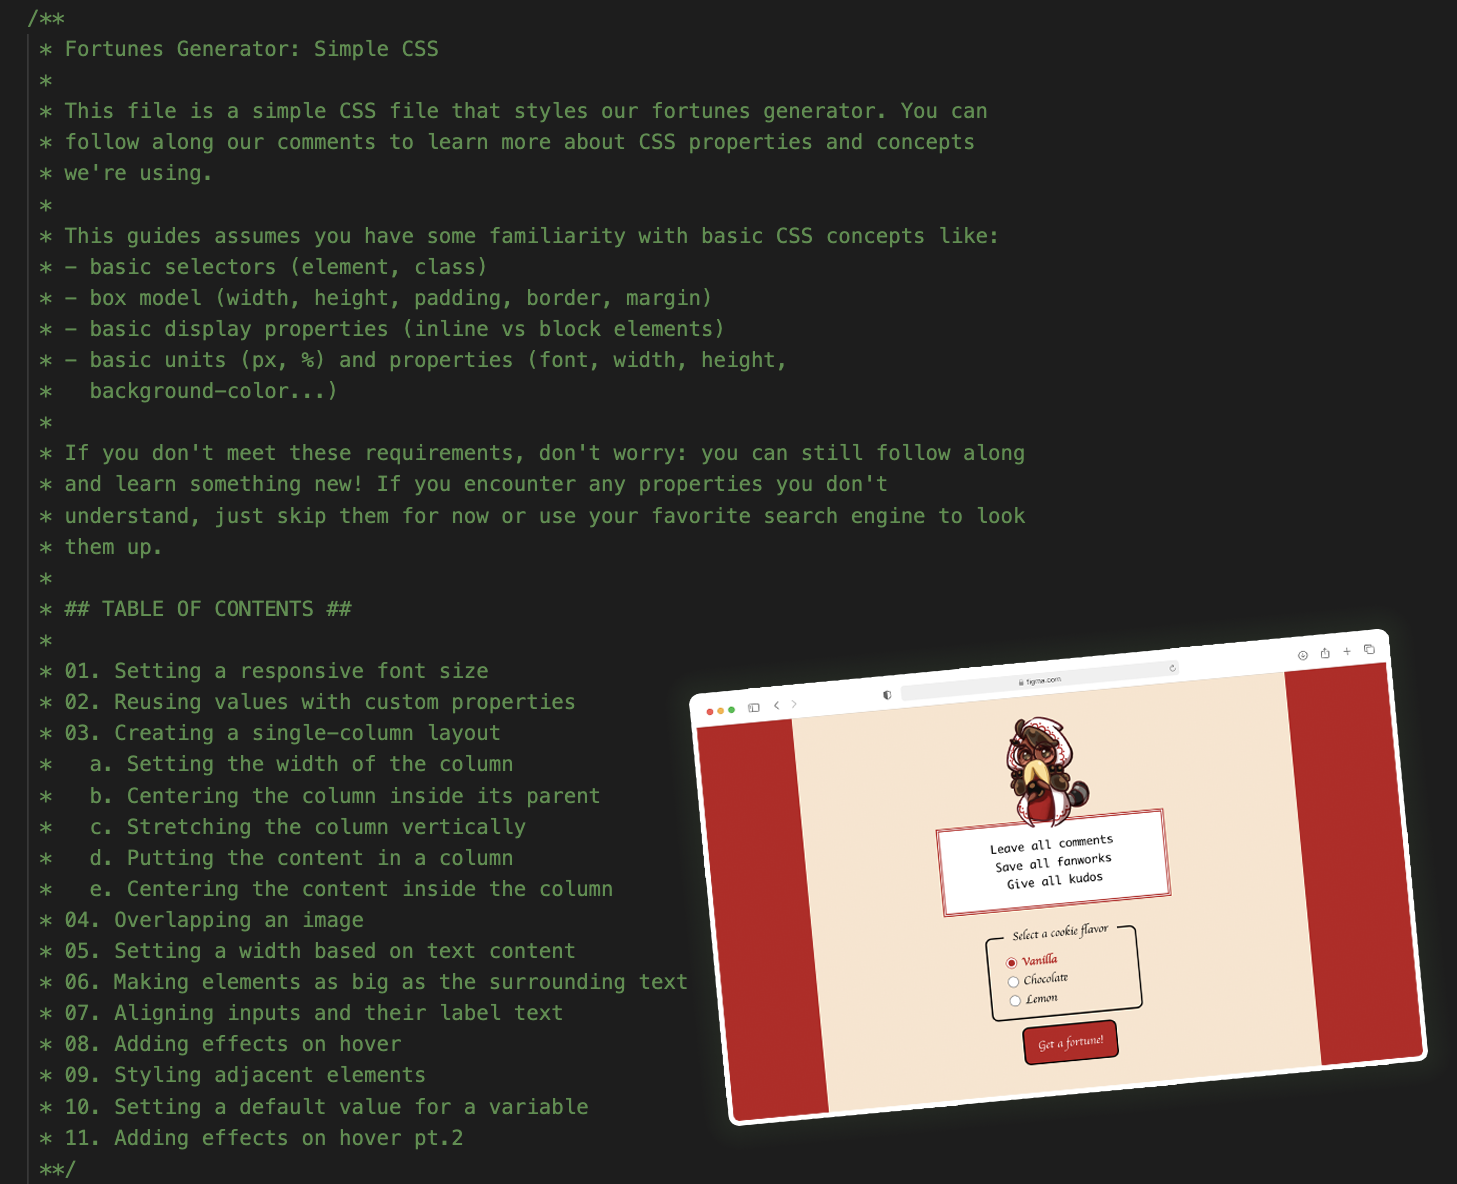 /**
* Fortunes Generator: Simple CSS
*
* This file is a simple CSS file that styles our fortunes generator. You can
* follow along our comments to learn more about CSS properties and concepts
* we're using.
*
* This guides assumes you have some familiarity with basic CSS concepts like:
* - basic selectors (element, class)
* - box model (width, height, padding, border, margin)
* - basic display properties (inline vs block elements)
* - basic units (px, %) and properties (font, width, height,
*   background-color...)
*
* If you don't meet these requirements, don't worry: you can still follow along
* and learn something new! If you encounter any properties you don't
* understand, just skip them for now or use your favorite search engine to look
* them up.
*
* ## TABLE OF CONTENTS ##
*
* 01. Setting a responsive font size
* 02. Reusing values with custom properties
* 03. Creating a single-column layout
*   a. Setting the width of the column
*   b. Centering the column inside its parent
*   c. Stretching the column vertically
*   d. Putting the content in a column
*   e. Centering the content inside the column
* 04. Overlapping an image
* 05. Setting a width based on text content
* 06. Making elements as big as the surrounding text
* 07. Aligning inputs and their label text
* 08. Adding effects on hover
* 09. Styling adjacent elements
* 10. Setting a default value for a variable
* 11. Adding effects on hover pt.2
**/
figma.com
Leave all comments
Save all fanworks
Give all kudos
Select a cookie flavor
Vanilla
Chocolate
Lemon
Get a fortune!